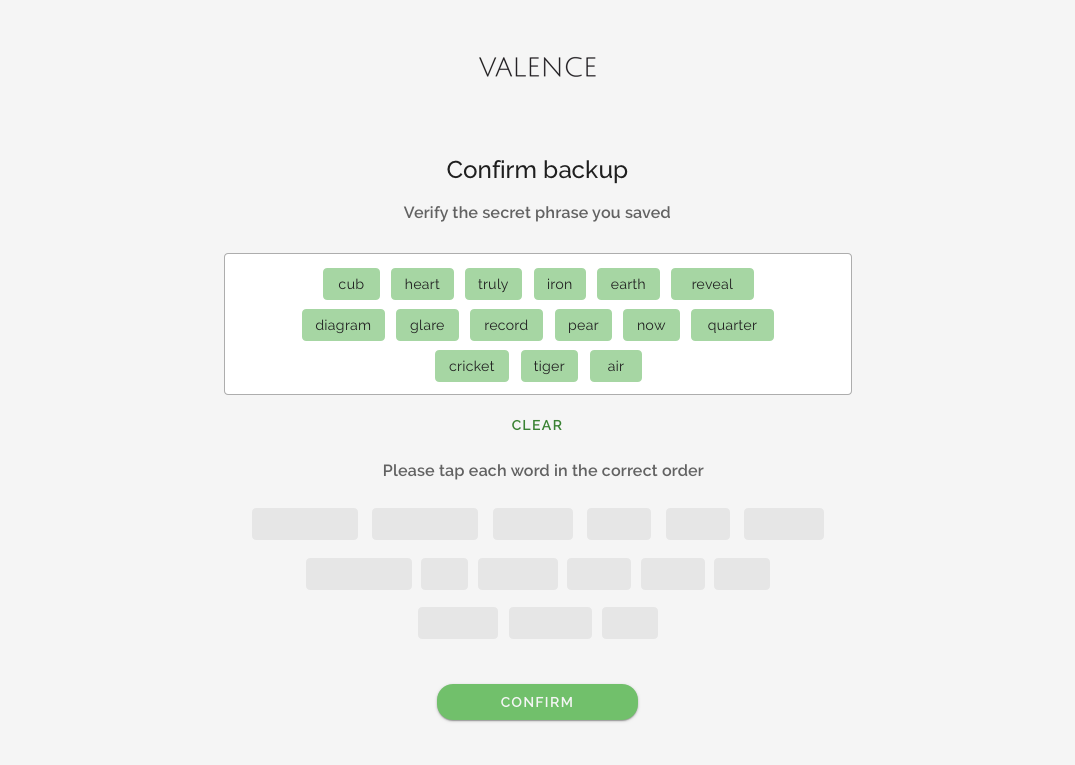 VALENCE
Confirm backup
Verify the secret phrase you saved
cub heart truly iron earth reveal
diagram glare record pear now quarter
cricket tiger air
CLEAR
Please tap each word in the correct order
CONFIRM